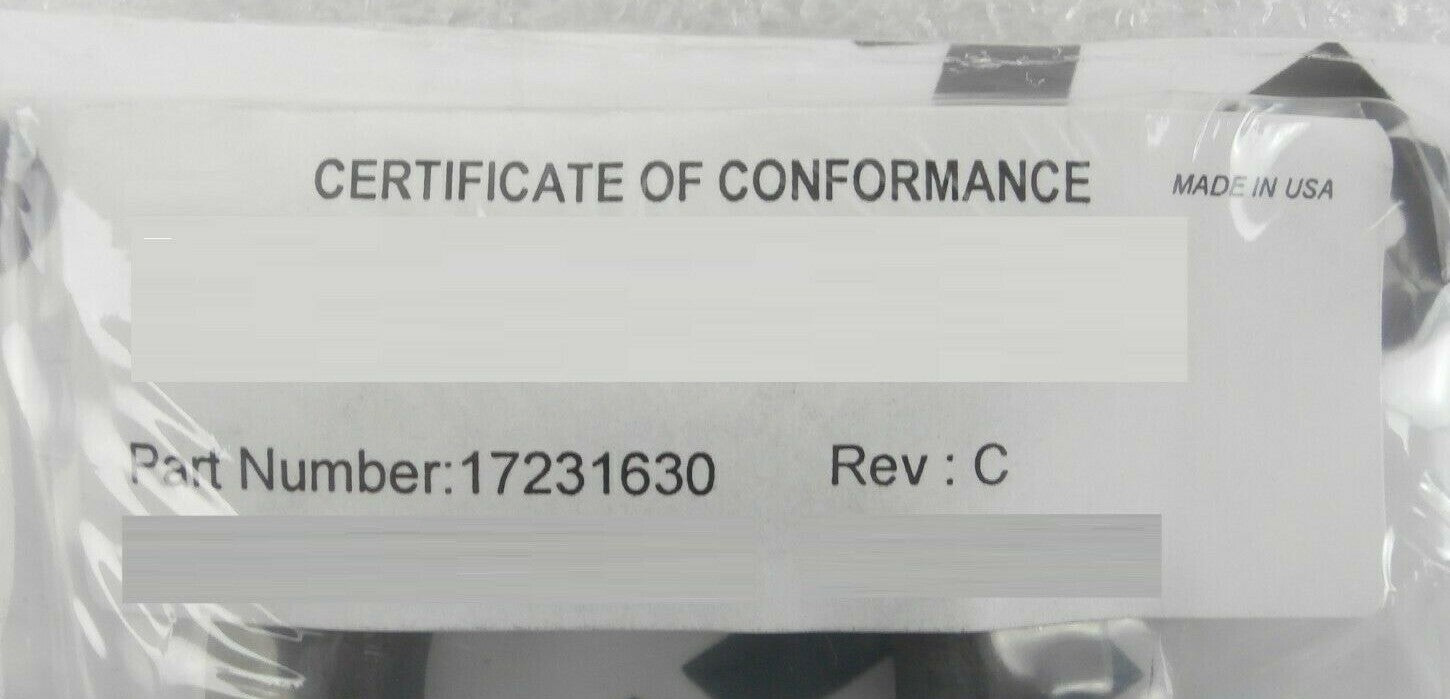 CERTIFICATE OF CONFORMANCE MADE IN USA
Part Number:17231630 Rev : C